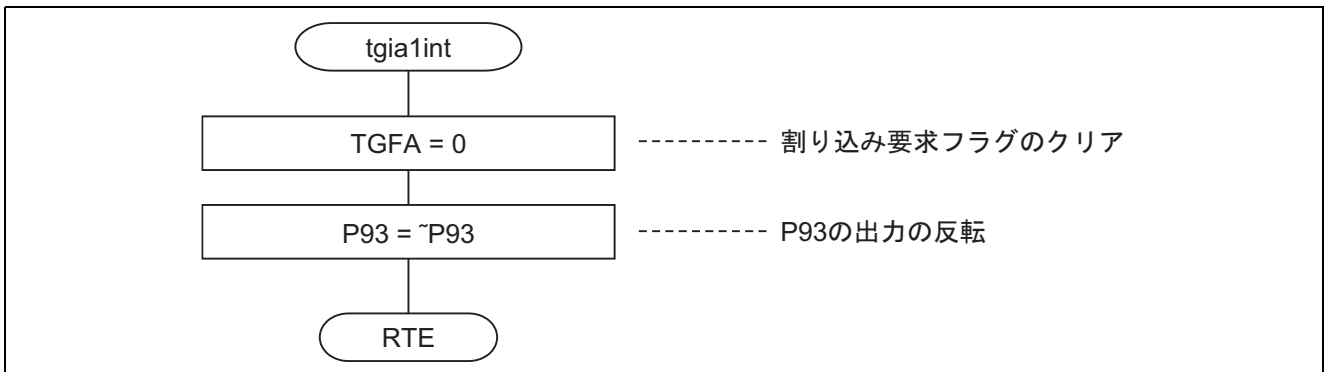 tgia1int
TGFA = 0 割り込み要求フラグのクリア
P93 = ~P93 P93の出力の反転
RTE